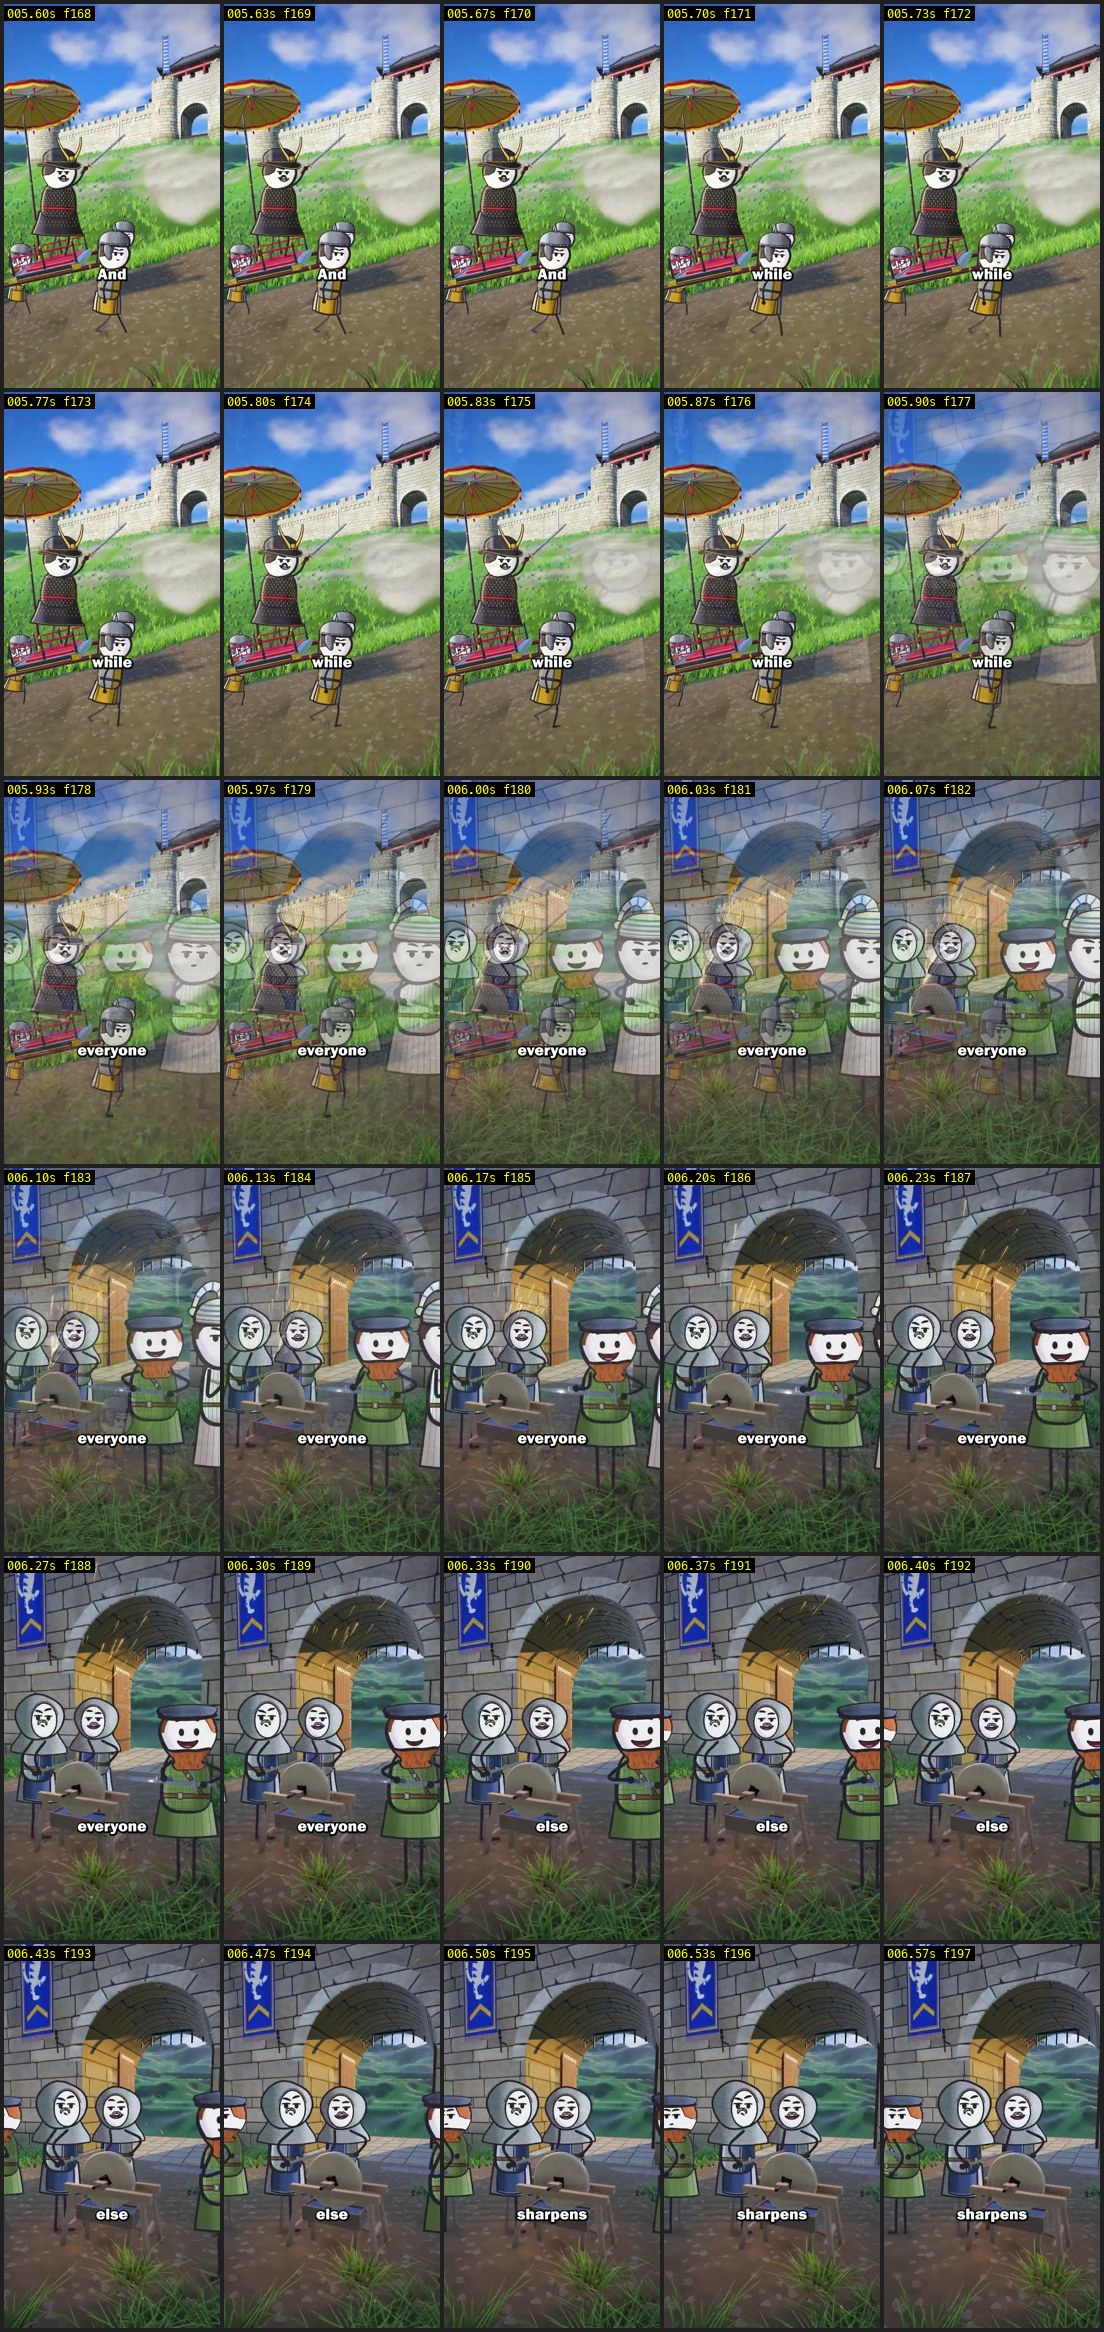 005.60s f168
005.63s f169
005.67s f170
005.70s f171
005.73s f172
And
And
And
while
while
005.77s f173
005.80s f174
005.83s f175
005.87s f176
005.90s f177
while
while
while
while
while
005.93s f178
005.97s f179
006.00s f180
006.03s f181
006.07s f182
everyone
everyone
everyone
everyone
everyone
006.10s f183
006.13s f184
006.17s f185
006.20s f186
006.23s f187
everyone
everyone
everyone
everyone
everyone
006.27s f188
006.30s f189
006.33s f190
006.37s f191
006.40s f192
everyone
everyone
else
else
else
006.43s f193
006.47s f194
006.50s f195
006.53s f196
006.57s f197
else
else
sharpens
sharpens
sharpens